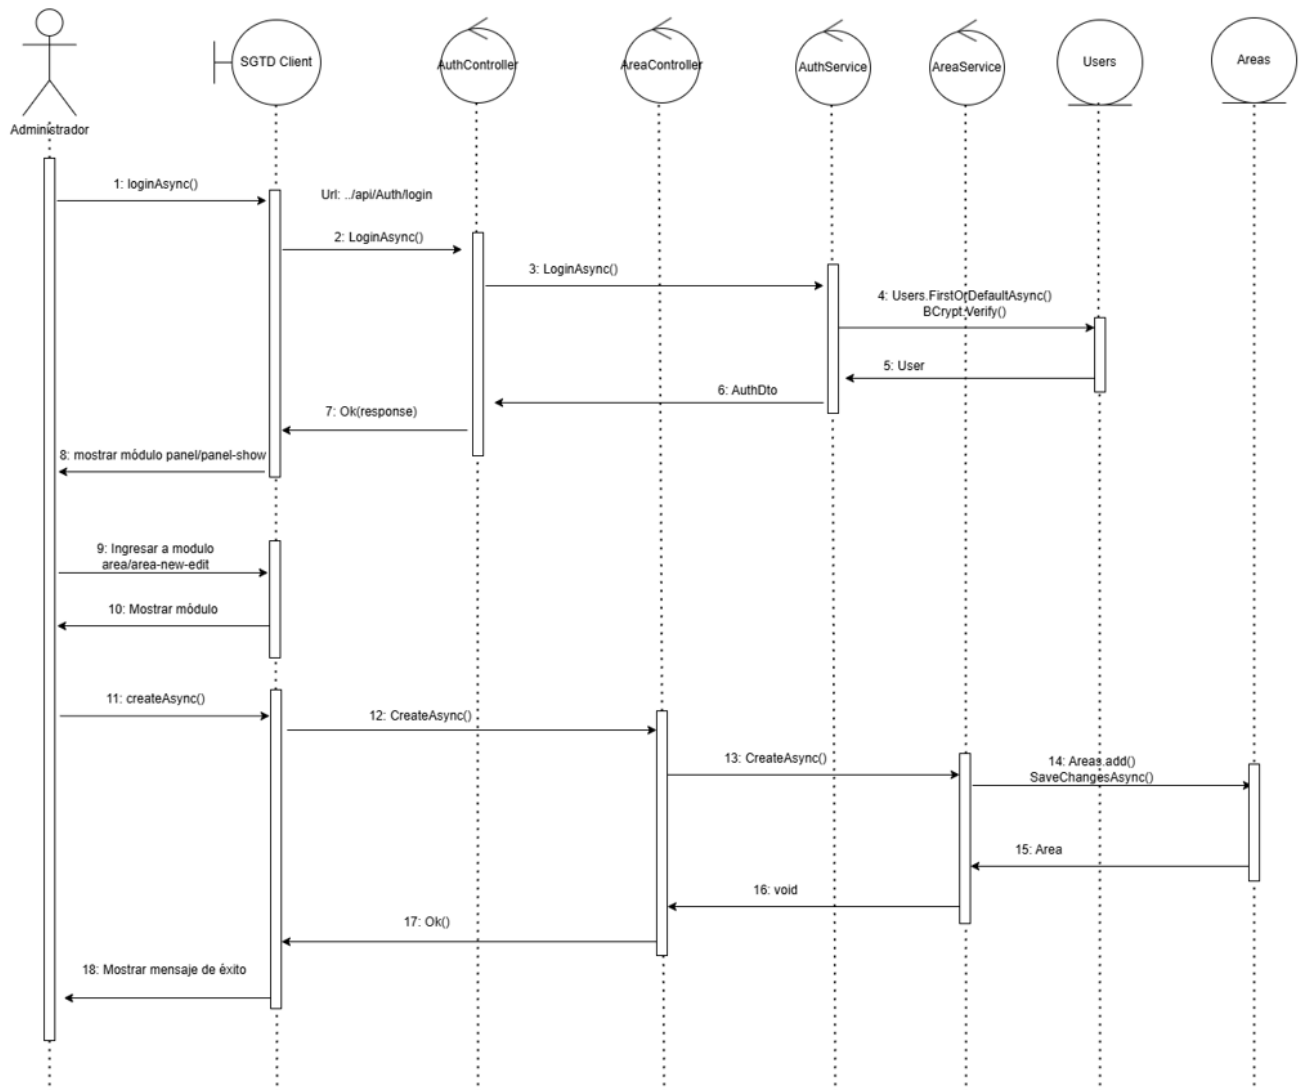 SGTD Client
AuthController
AreaController
AuthService
AreaService
Users
Areas
Administrador
1: loginAsync()
Url: ../api/Auth/login
2: LoginAsync()
3: LoginAsync()
4: Users.FirstOrDefaultAsync()
BCrypt.Verify()
5: User
6: AuthDto
7: Ok(response)
8: mostrar módulo panel/panel-show
9: Ingresar a modulo
area/area-new-edit
10: Mostrar módulo
11: createAsync()
12: CreateAsync()
13: CreateAsync()
14: Areas.add()
SaveChangesAsync()
15: Area
16: void
17: Ok()
18: Mostrar mensaje de éxito